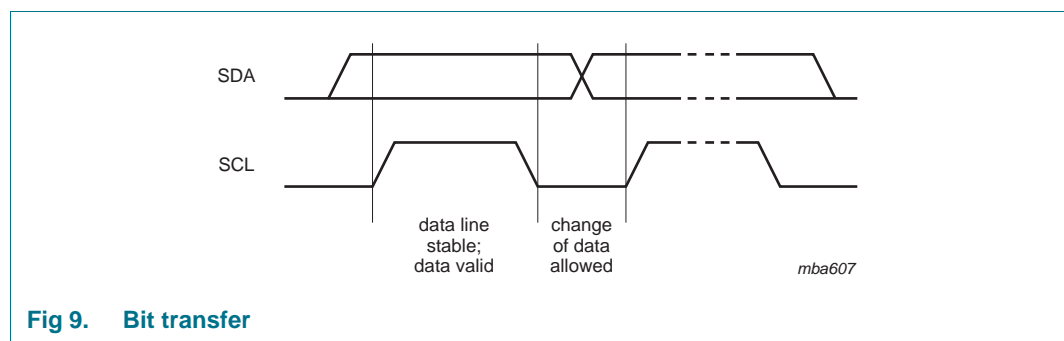 SDA
SCL
data line
stable;
data valid
change
of data
allowed
mba607
Fig 9. Bit transfer